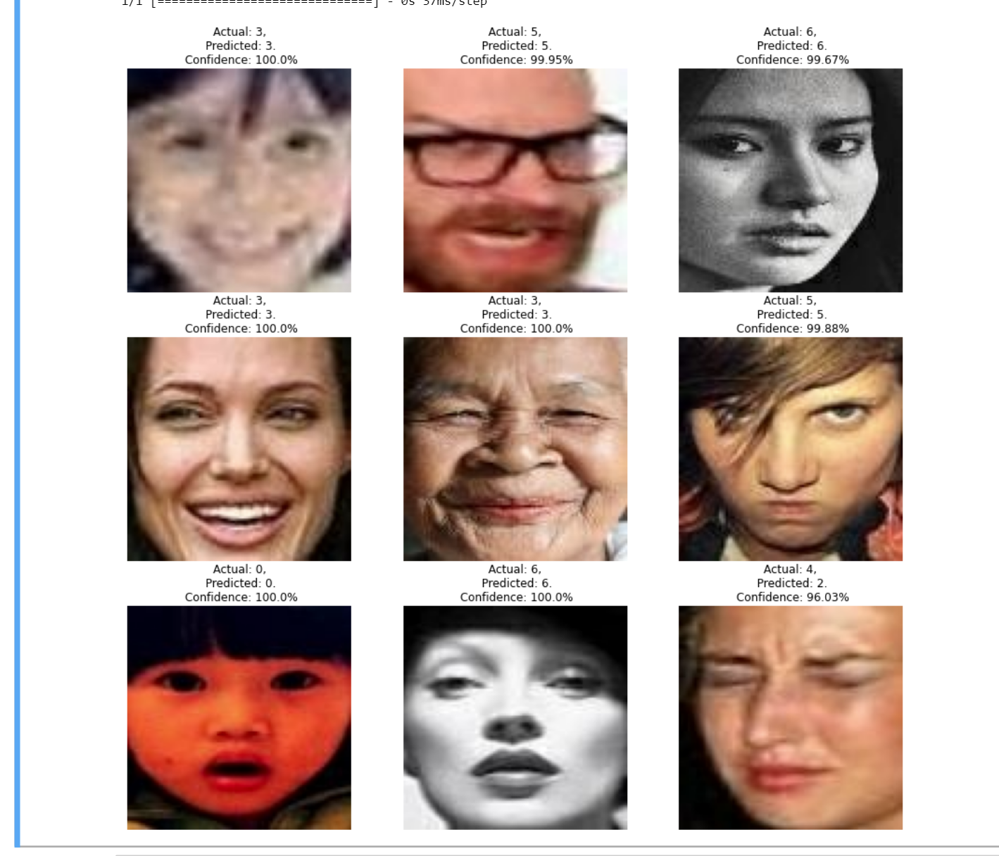 1/1 [==============================] - 0s 37ms/step
Actual: 3,
Predicted: 3.
Confidence: 100.0%
Actual: 5,
Predicted: 5.
Confidence: 99.95%
Actual: 6,
Predicted: 6.
Confidence: 99.67%
Actual: 3,
Predicted: 3.
Confidence: 100.0%
Actual: 3,
Predicted: 3.
Confidence: 100.0%
Actual: 5,
Predicted: 5.
Confidence: 99.88%
Actual: 0,
Predicted: 0.
Confidence: 100.0%
Actual: 6,
Predicted: 6.
Confidence: 100.0%
Actual: 4,
Predicted: 2.
Confidence: 96.03%